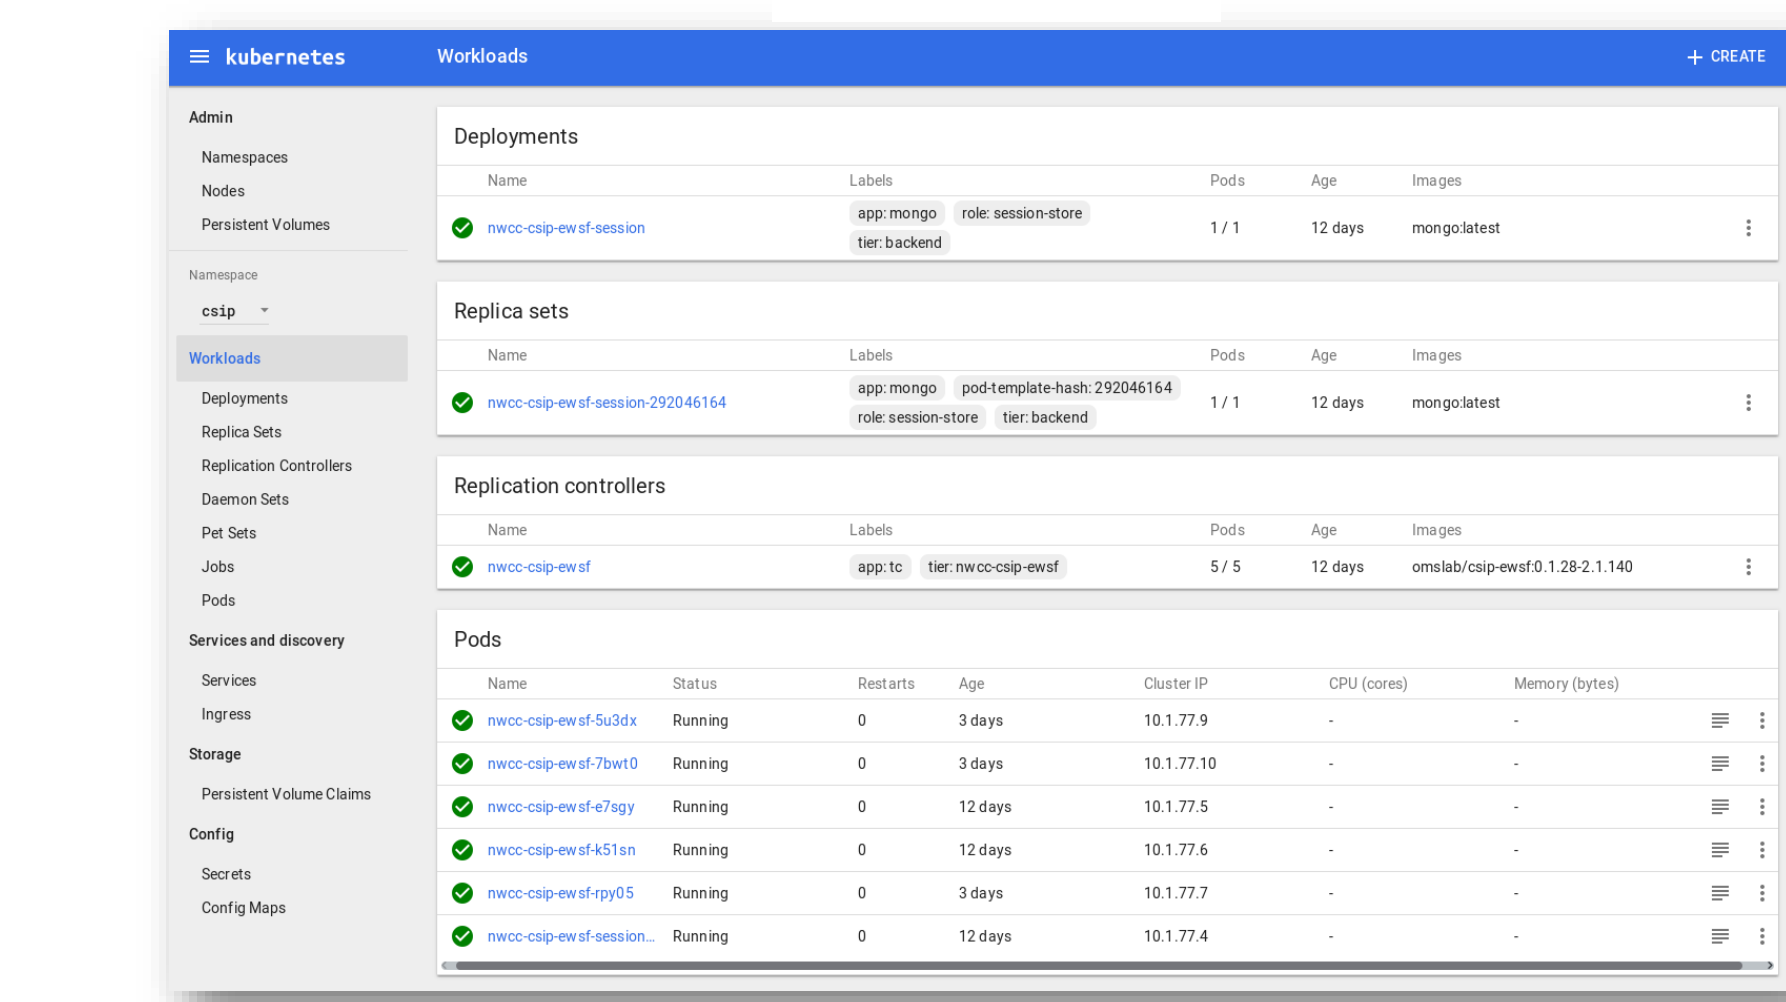 kubernetes Workloads CREATE
Admin
Namespaces
Nodes
Persistent Volumes
Namespace
csip
Workloads
Deployments
Replica Sets
Replication Controllers
Daemon Sets
Pet Sets
Jobs
Pods
Services and discovery
Services
Ingress
Storage
Persistent Volume Claims
Config
Secrets
Config Maps
Deployments
Name Labels Pods Age Images
nwcc-csip-ewsf-session app: mongo role: session-store tier: backend 1 / 1 12 days mongo:latest
Replica sets
Name Labels Pods Age Images
nwcc-csip-ewsf-session-292046164 app: mongo pod-template-hash: 292046164 role: session-store tier: backend 1 / 1 12 days mongo:latest
Replication controllers
Name Labels Pods Age Images
nwcc-csip-ewsf app: tc tier: nwcc-csip-ewsf 5 / 5 12 days omslab/csip-ewsf:0.1.28-2.1.140
Pods
Name Status Restarts Age Cluster IP CPU (cores) Memory (bytes)
nwcc-csip-ewsf-5u3dx Running 0 3 days 10.1.77.9 - -
nwcc-csip-ewsf-7bwt0 Running 0 3 days 10.1.77.10 - -
nwcc-csip-ewsf-e7sgy Running 0 12 days 10.1.77.5 - -
nwcc-csip-ewsf-k51sn Running 0 12 days 10.1.77.6 - -
nwcc-csip-ewsf-rpy05 Running 0 3 days 10.1.77.7 - -
nwcc-csip-ewsf-session... Running 0 12 days 10.1.77.4 - -